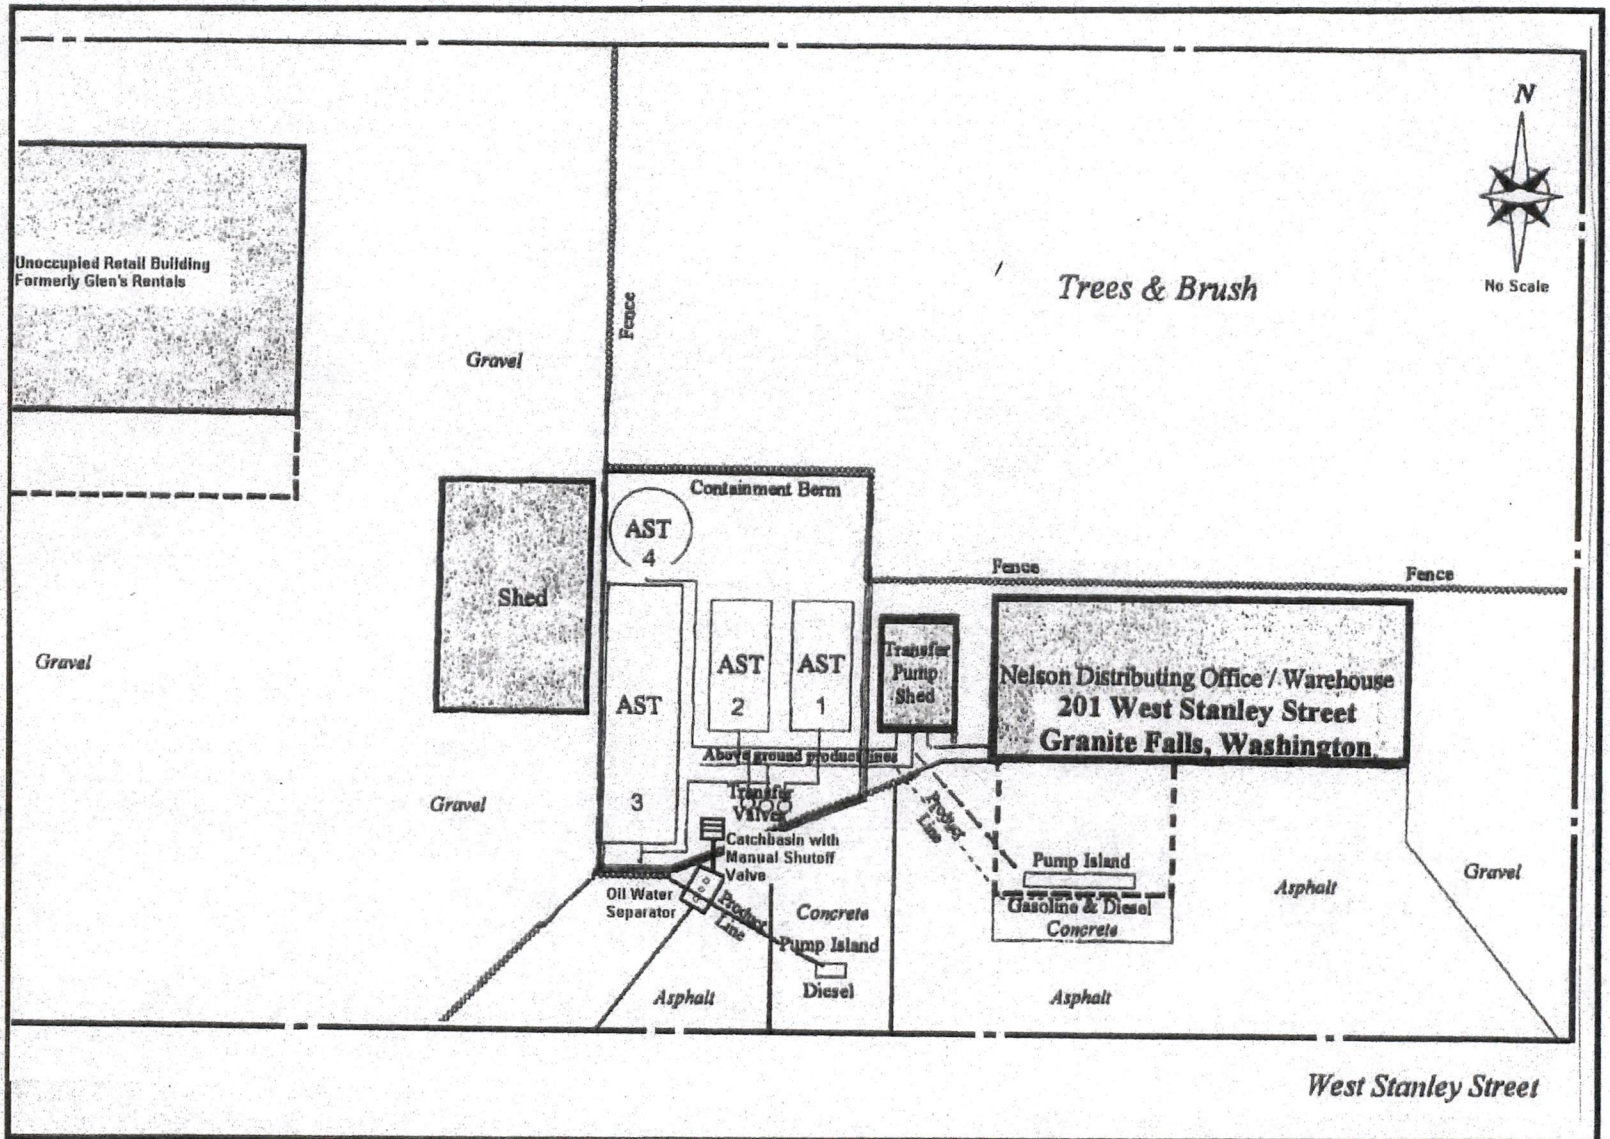 N
No Scale
Trees & Brush
Unoccupied Retail Building
Formerly Glen's Rentals
Fence
Gravel
Containment Berm
AST
4
Shed
Fence
Fence
Gravel
AST
3
AST
2
AST
1
Transfer
Pump
Shed
Nelson Distributing Office / Warehouse
201 West Stanley Street
Granite Falls, Washington
Above ground product lines
Transfer
Valves
Gravel
Catchbasin with
Manual Shutoff
Valve
Product
Line
Pump Island
Gasoline & Diesel
Concrete
Asphalt
Gravel
Oil Water
Separator
Product
Line
Concrete
Pump Island
Diesel
Asphalt
Asphalt
West Stanley Street